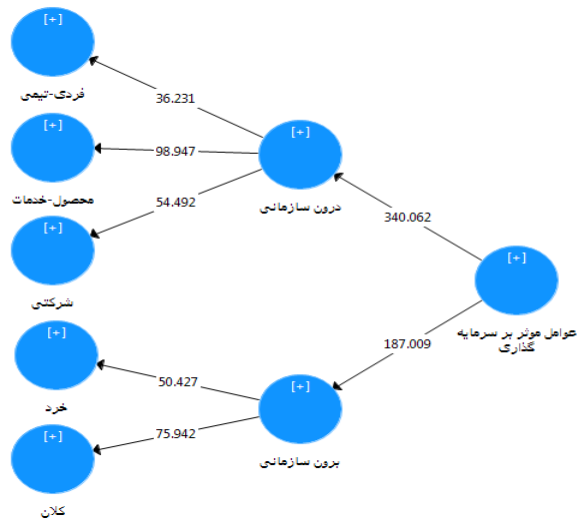 [+]
فردی-تیمی
36.231
[+]
98.947
[+]
محصول-خدمات
درون سازمانی
54.492
[+]
340.062
شرکتی
[+]
عوامل موثر بر سرمایه
گذاری
[+]
187.009
خرد
50.427
[+]
75.942
[+]
برون سازمانی
کلان